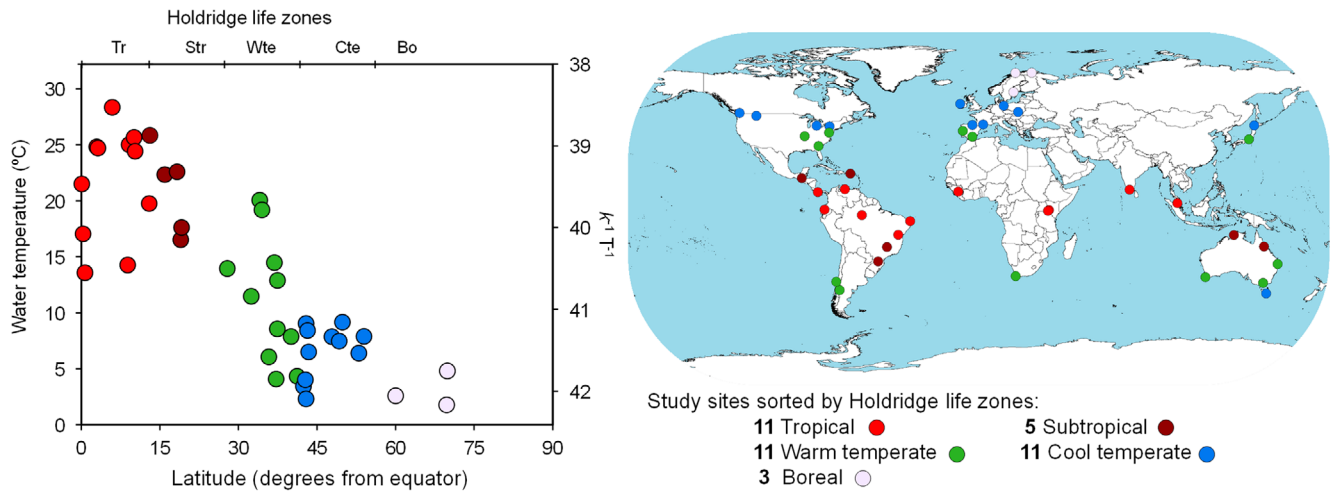 Holdridge life zones
Tr Str Wte Cte Bo
30
25
20
15
10
5
0
Water temperature (ºC)
38
39
40
41
42
k⁻¹ T⁻¹
0 15 30 45 60 75 90
Latitude (degrees from equator)
Study sites sorted by Holdridge life zones:
11 Tropical 5 Subtropical
11 Warm temperate 11 Cool temperate
3 Boreal